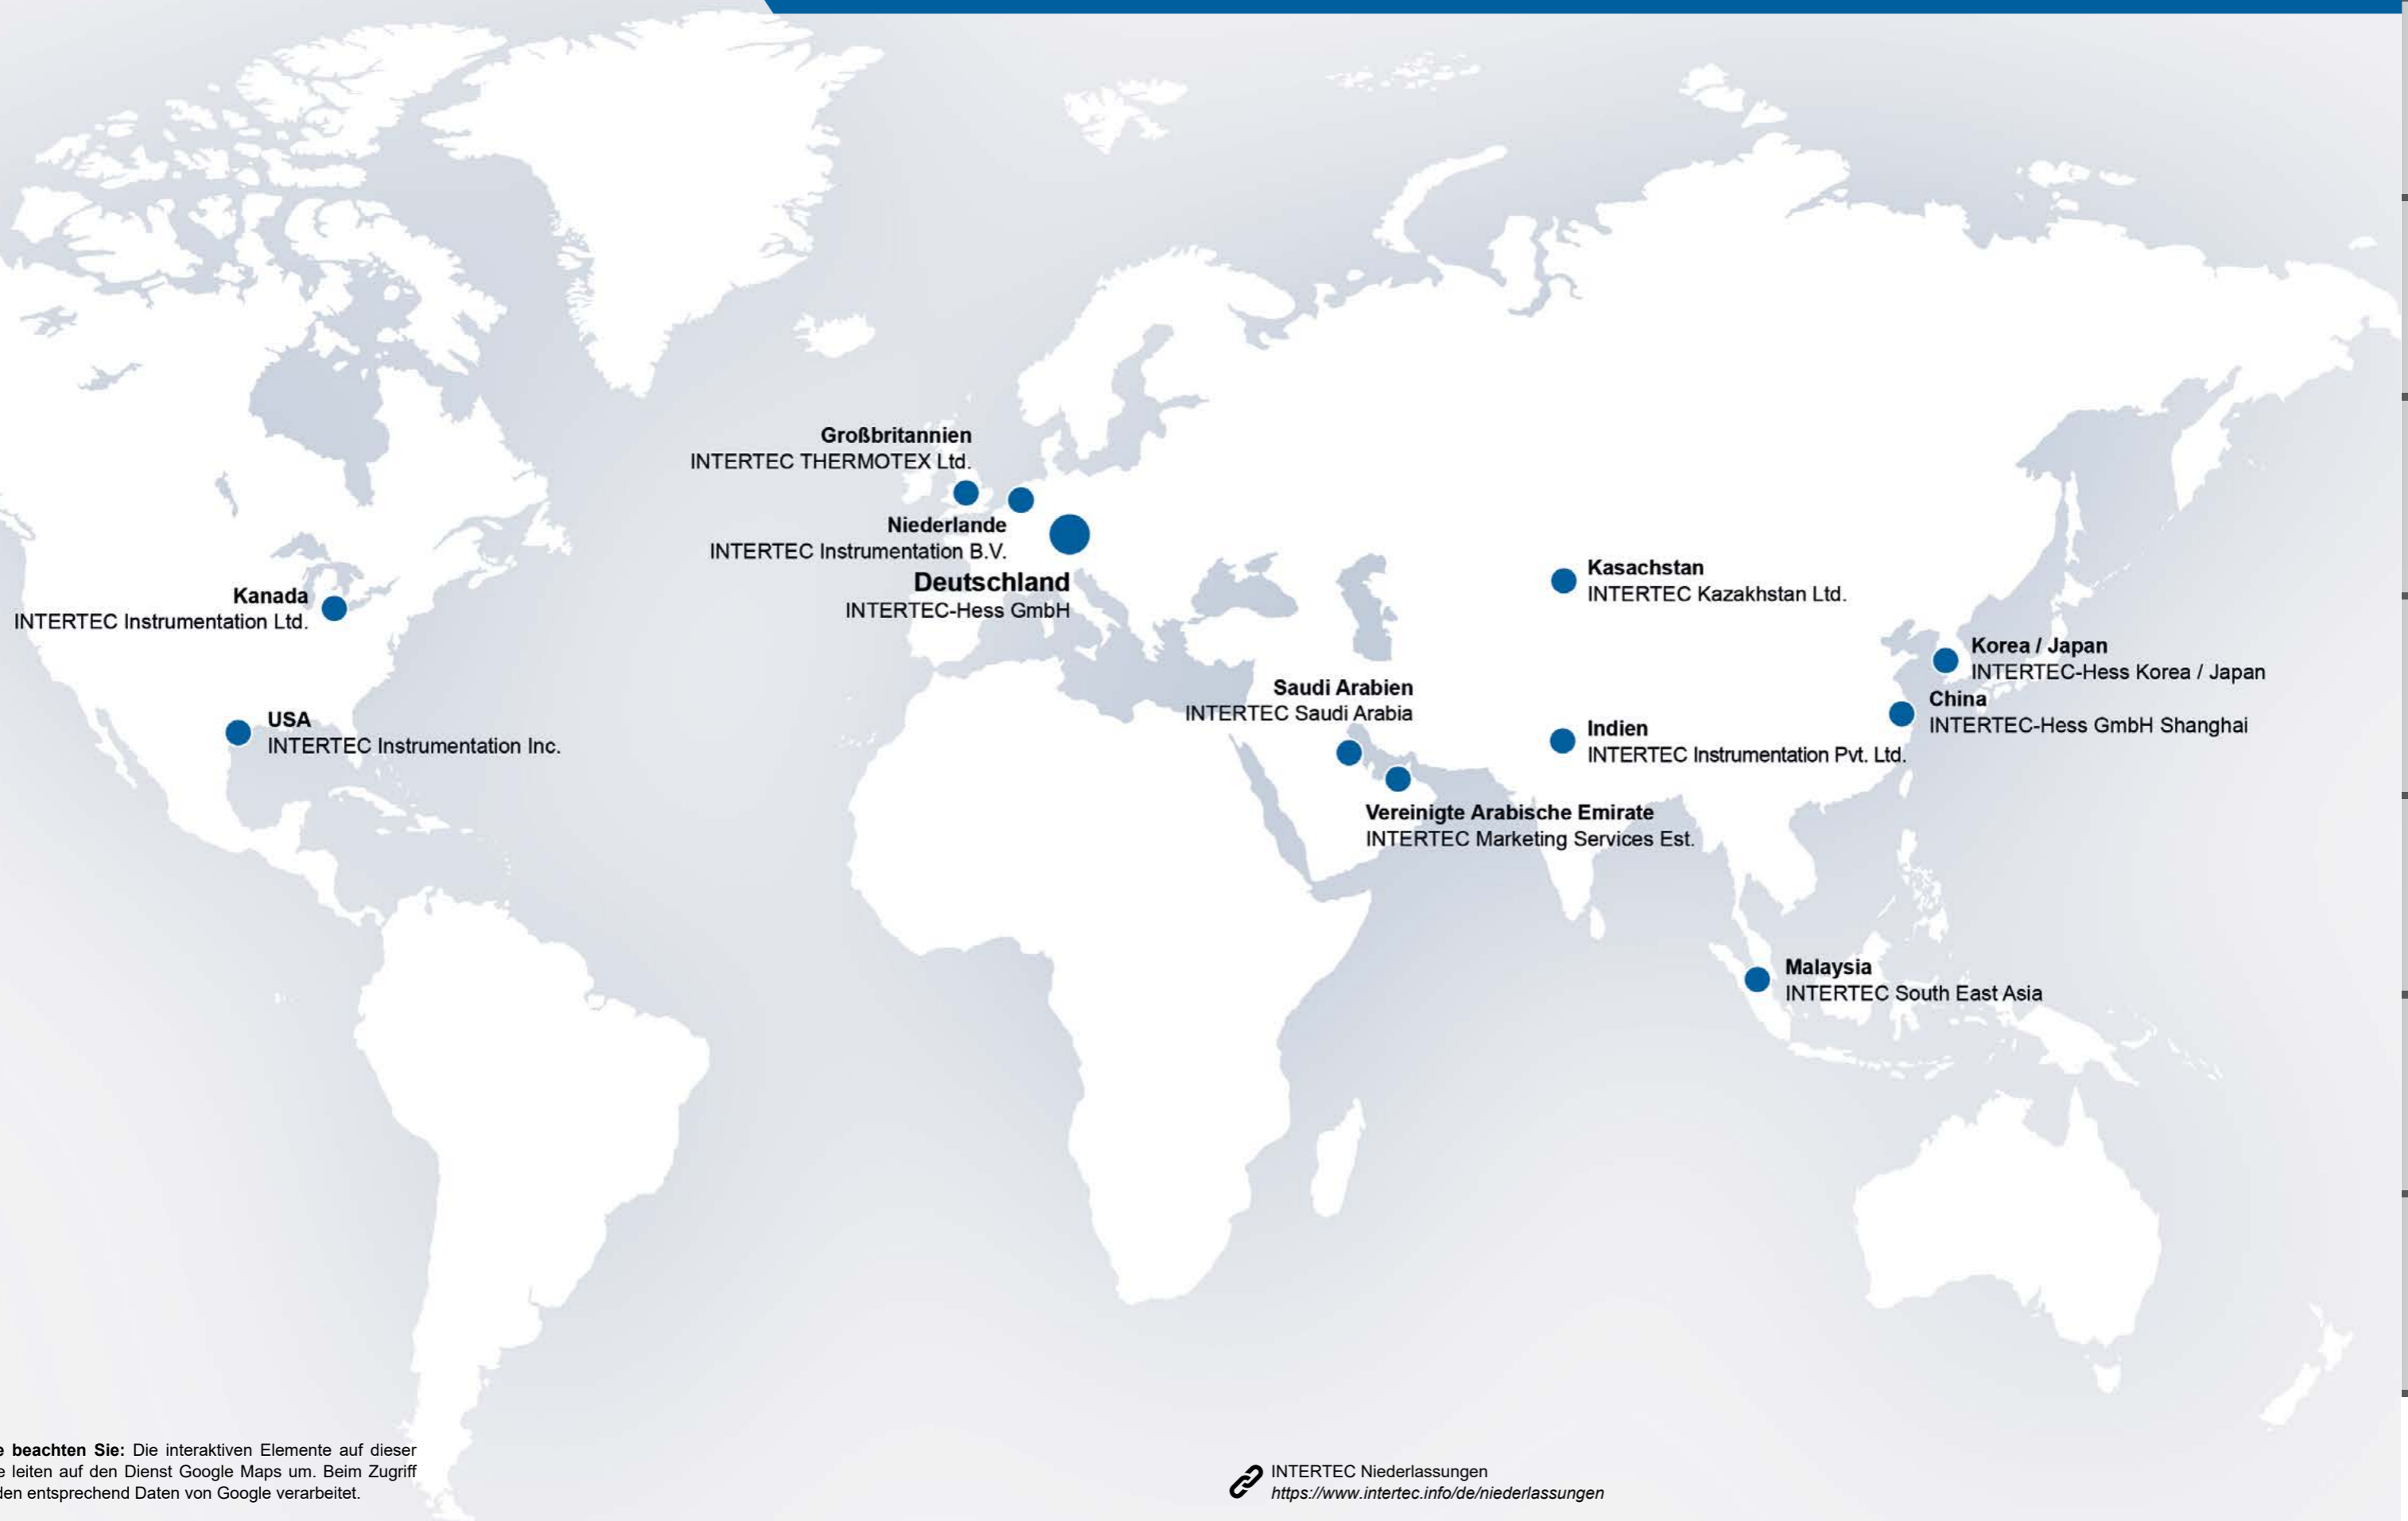 Großbritannien
INTERTEC THERMOTEX Ltd.
Niederlande
INTERTEC Instrumentation B.V.
Deutschland
INTERTEC-Hess GmbH
Kanada
INTERTEC Instrumentation Ltd.
USA
INTERTEC Instrumentation Inc.
Kasachstan
INTERTEC Kazakhstan Ltd.
Korea / Japan
INTERTEC-Hess Korea / Japan
China
INTERTEC-Hess GmbH Shanghai
Saudi Arabien
INTERTEC Saudi Arabia
Indien
INTERTEC Instrumentation Pvt. Ltd.
Vereinigte Arabische Emirate
INTERTEC Marketing Services Est.
Malaysia
INTERTEC South East Asia
beachten Sie: Die interaktiven Elemente auf dieser
leiten auf den Dienst Google Maps um. Beim Zugriff
entsprechend Daten von Google verarbeitet.
INTERTEC Niederlassungen
https://www.intertec.info/de/niederlassungen